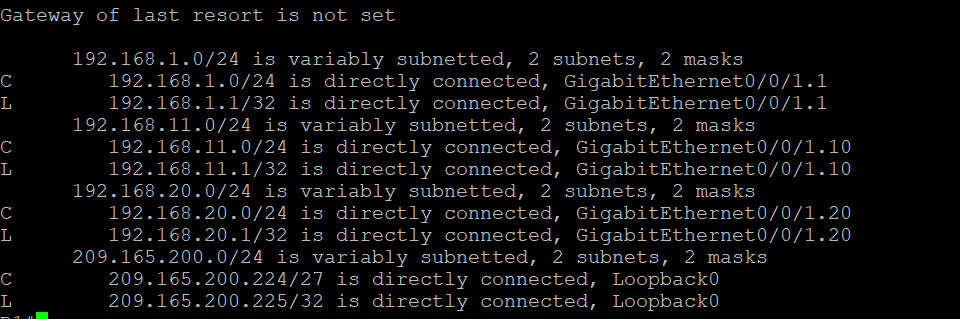 Gateway of last resort is not set
192.168.1.0/24 is variably subnetted, 2 subnets, 2 masks
C 192.168.1.0/24 is directly connected, GigabitEthernet0/0/1.1
L 192.168.1.1/32 is directly connected, GigabitEthernet0/0/1.1
192.168.11.0/24 is variably subnetted, 2 subnets, 2 masks
C 192.168.11.0/24 is directly connected, GigabitEthernet0/0/1.10
L 192.168.11.1/32 is directly connected, GigabitEthernet0/0/1.10
192.168.20.0/24 is variably subnetted, 2 subnets, 2 masks
C 192.168.20.0/24 is directly connected, GigabitEthernet0/0/1.20
L 192.168.20.1/32 is directly connected, GigabitEthernet0/0/1.20
209.165.200.0/24 is variably subnetted, 2 subnets, 2 masks
C 209.165.200.224/27 is directly connected, Loopback0
L 209.165.200.225/32 is directly connected, Loopback0